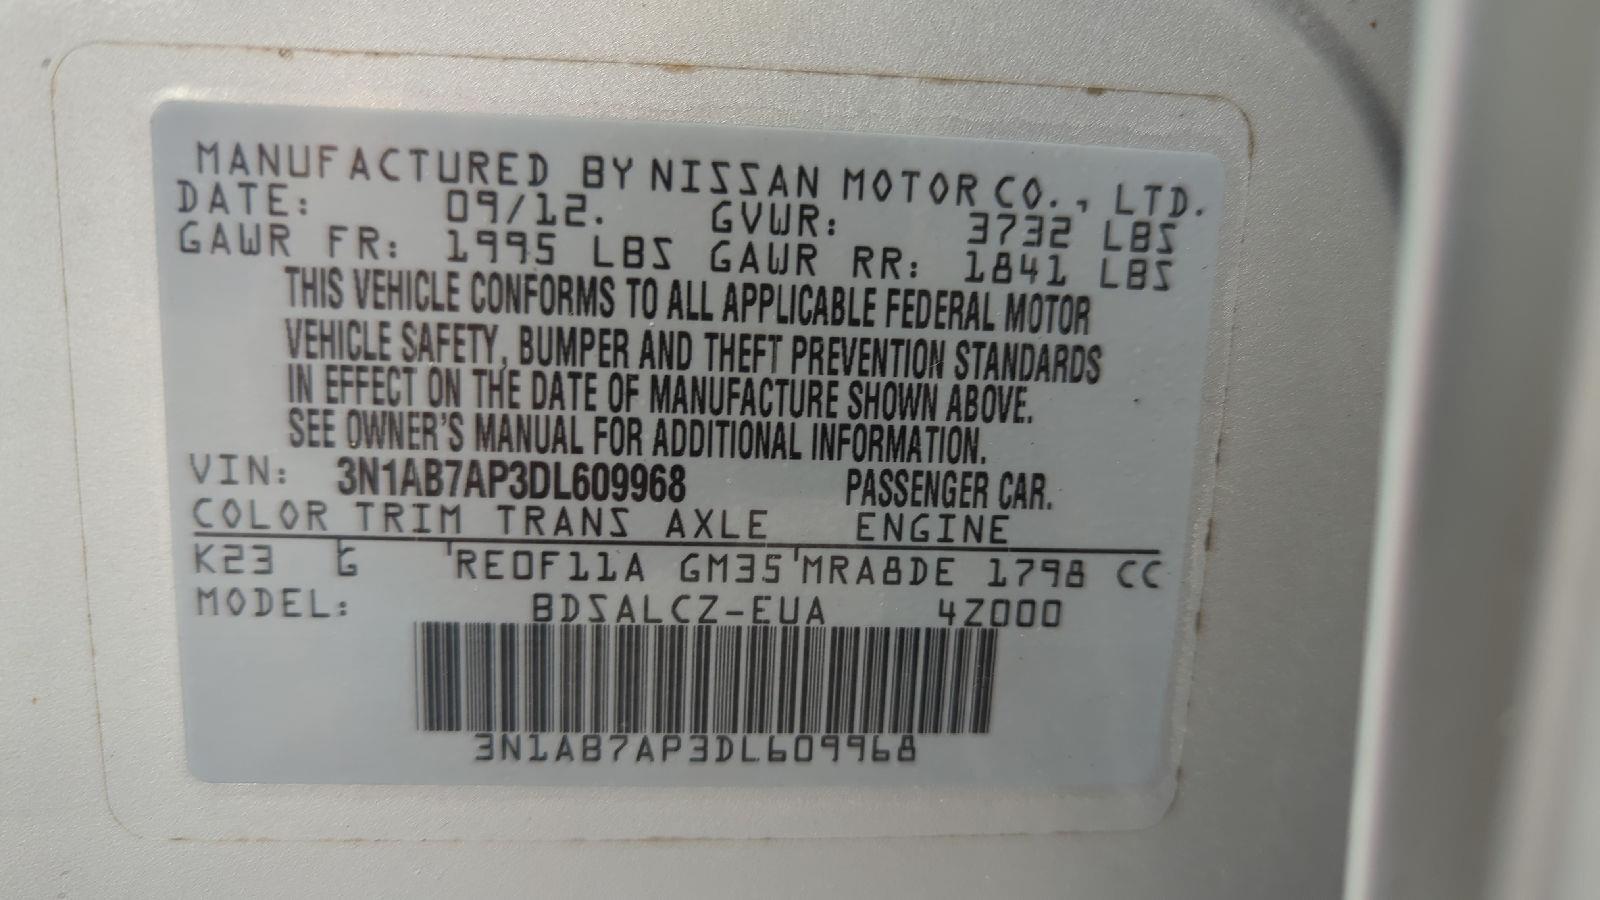 MANUFACTURED BY NISSAN MOTOR CO., LTD.
DATE: 09/12. GVWR: 3732 LBS
GAWR FR: 1995 LBS GAWR RR: 1841 LBS
THIS VEHICLE CONFORMS TO ALL APPLICABLE FEDERAL MOTOR
VEHICLE SAFETY, BUMPER AND THEFT PREVENTION STANDARDS
IN EFFECT ON THE DATE OF MANUFACTURE SHOWN ABOVE.
SEE OWNER'S MANUAL FOR ADDITIONAL INFORMATION.
VIN: 3N1AB7AP3DL609968 PASSENGER CAR.
COLOR TRIM TRANS AXLE ENGINE
K23 G RE0F11A GM35 MRA8DE 1798 CC
MODEL: BDSALCZ-EUA 4Z000
3N1AB7AP3DL609968